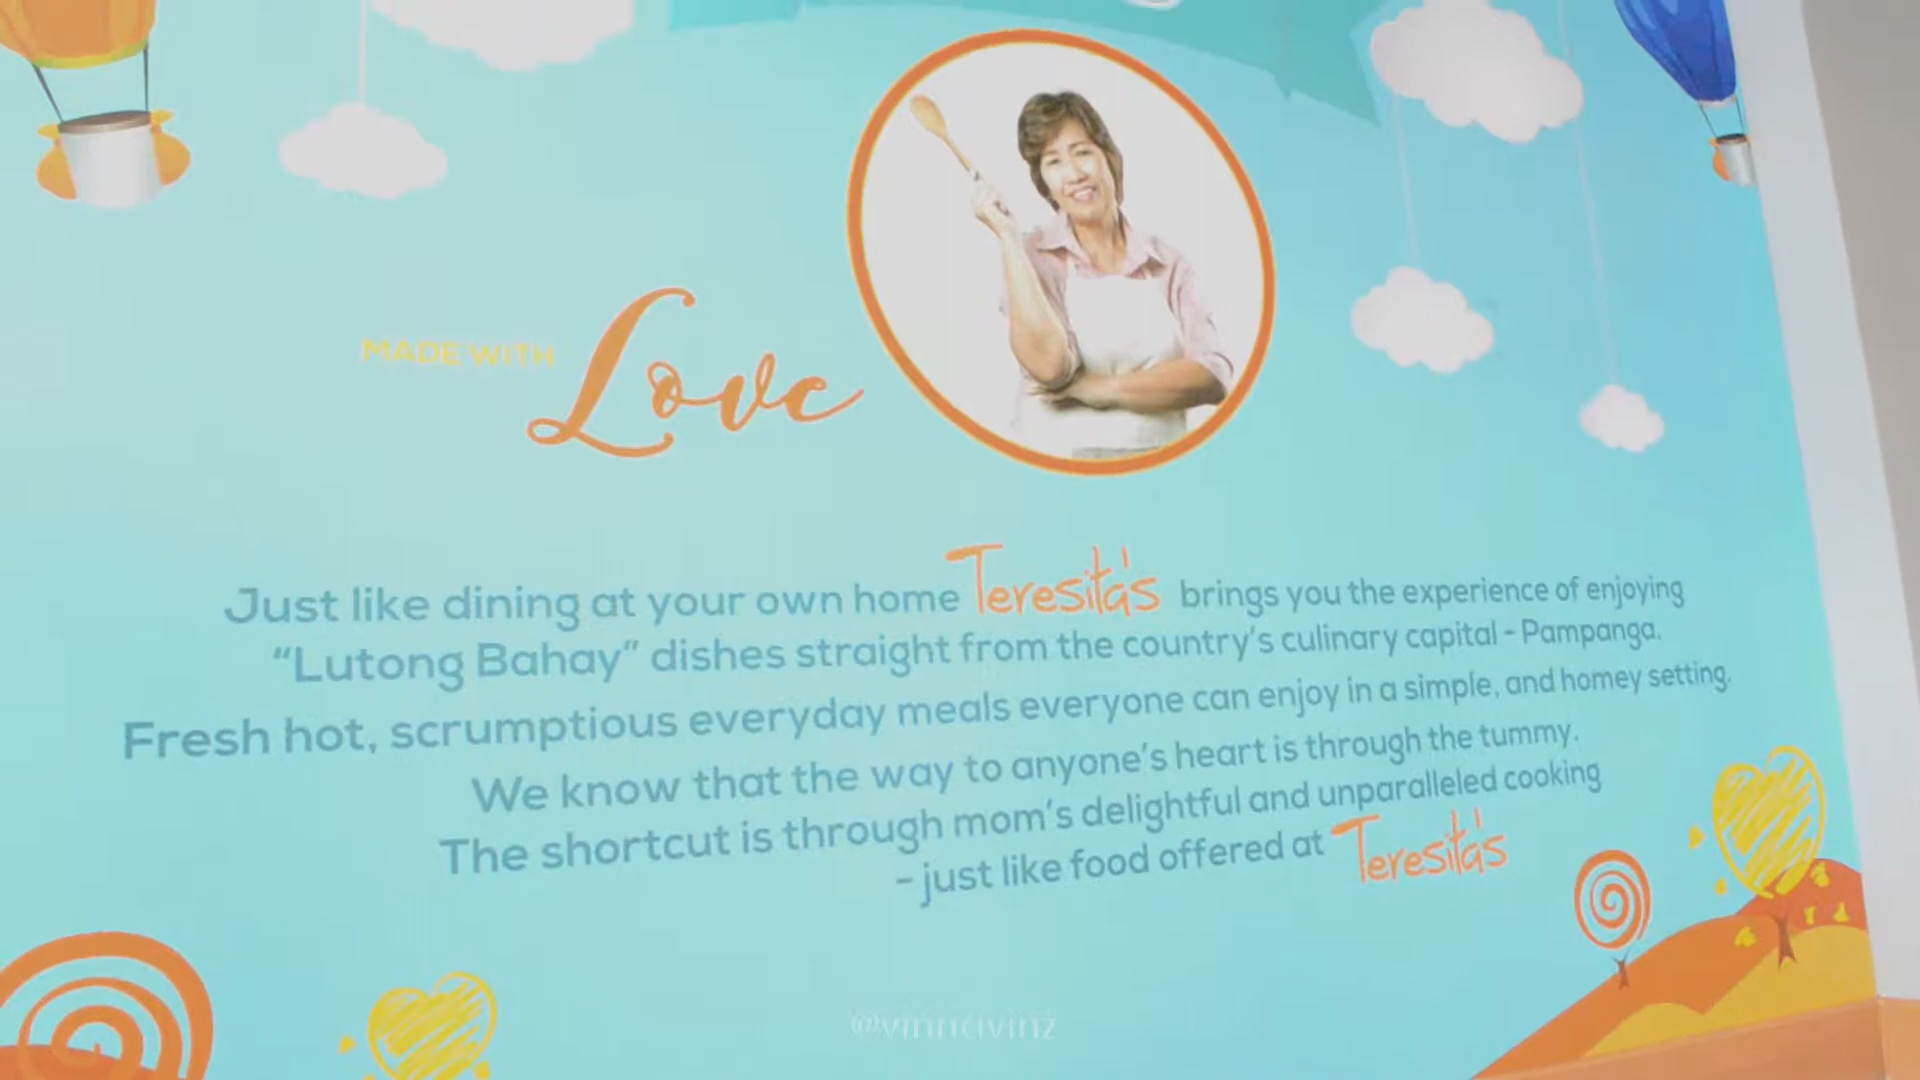 MADE WITH
Love
Just like dining at your own home Teresita's brings you the experience of enjoying
“Lutong Bahay” dishes straight from the country's culinary capital - Pampanga.
Fresh hot, scrumptious everyday meals everyone can enjoy in a simple, and homey setting.
We know that the way to anyone's heart is through the tummy.
The shortcut is through mom's delightful and unparalleled cooking
- just like food offered at Teresita's